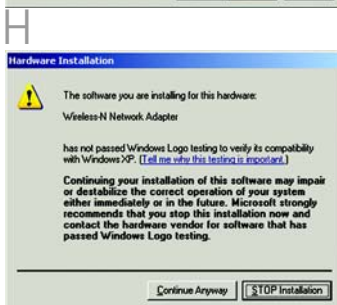 H
Hardware Installation
The software you are installing for this hardware:
Wireless-N Network Adapter
has not passed Windows Logo testing to verify its compatibility
with Windows XP. (Tell me why this testing is important.)
Continuing your installation of this software may impair
or destabilize the correct operation of your system
either immediately or in the future. Microsoft strongly
recommends that you stop this installation now and
contact the hardware vendor for software that has
passed Windows Logo testing.
Continue Anyway STOP Installation